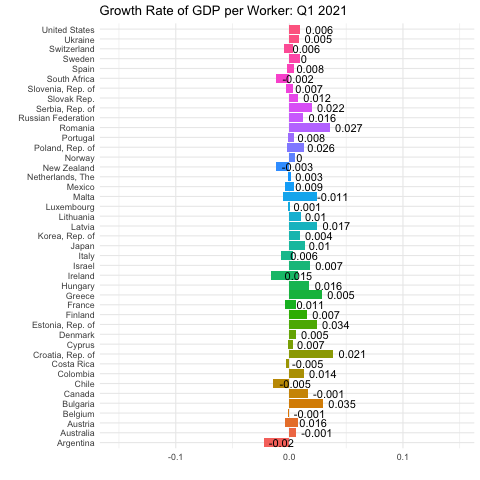 Growth Rate of GDP per Worker: Q1 2021
United States 0.006
Ukraine 0.005
Switzerland 0.006
Sweden 0
Spain 0.008
South Africa -0.002
Slovenia, Rep. of 0.007
Slovak Rep. 0.012
Serbia, Rep. of 0.022
Russian Federation 0.016
Romania 0.027
Portugal 0.008
Poland, Rep. of 0.026
Norway 0
New Zealand -0.003
Netherlands, The 0.003
Mexico 0.009
Malta -0.011
Luxembourg 0.001
Lithuania 0.01
Latvia 0.017
Korea, Rep. of 0.004
Japan 0.01
Italy 0.006
Israel 0.007
Ireland 0.015
Hungary 0.016
Greece 0.005
France 0.011
Finland 0.007
Estonia, Rep. of 0.034
Denmark 0.005
Cyprus 0.007
Croatia, Rep. of 0.021
Costa Rica -0.005
Colombia 0.014
Chile -0.005
Canada -0.001
Bulgaria 0.035
Belgium -0.001
Austria 0.016
Australia -0.001
Argentina -0.02
-0.1 0.0 0.1